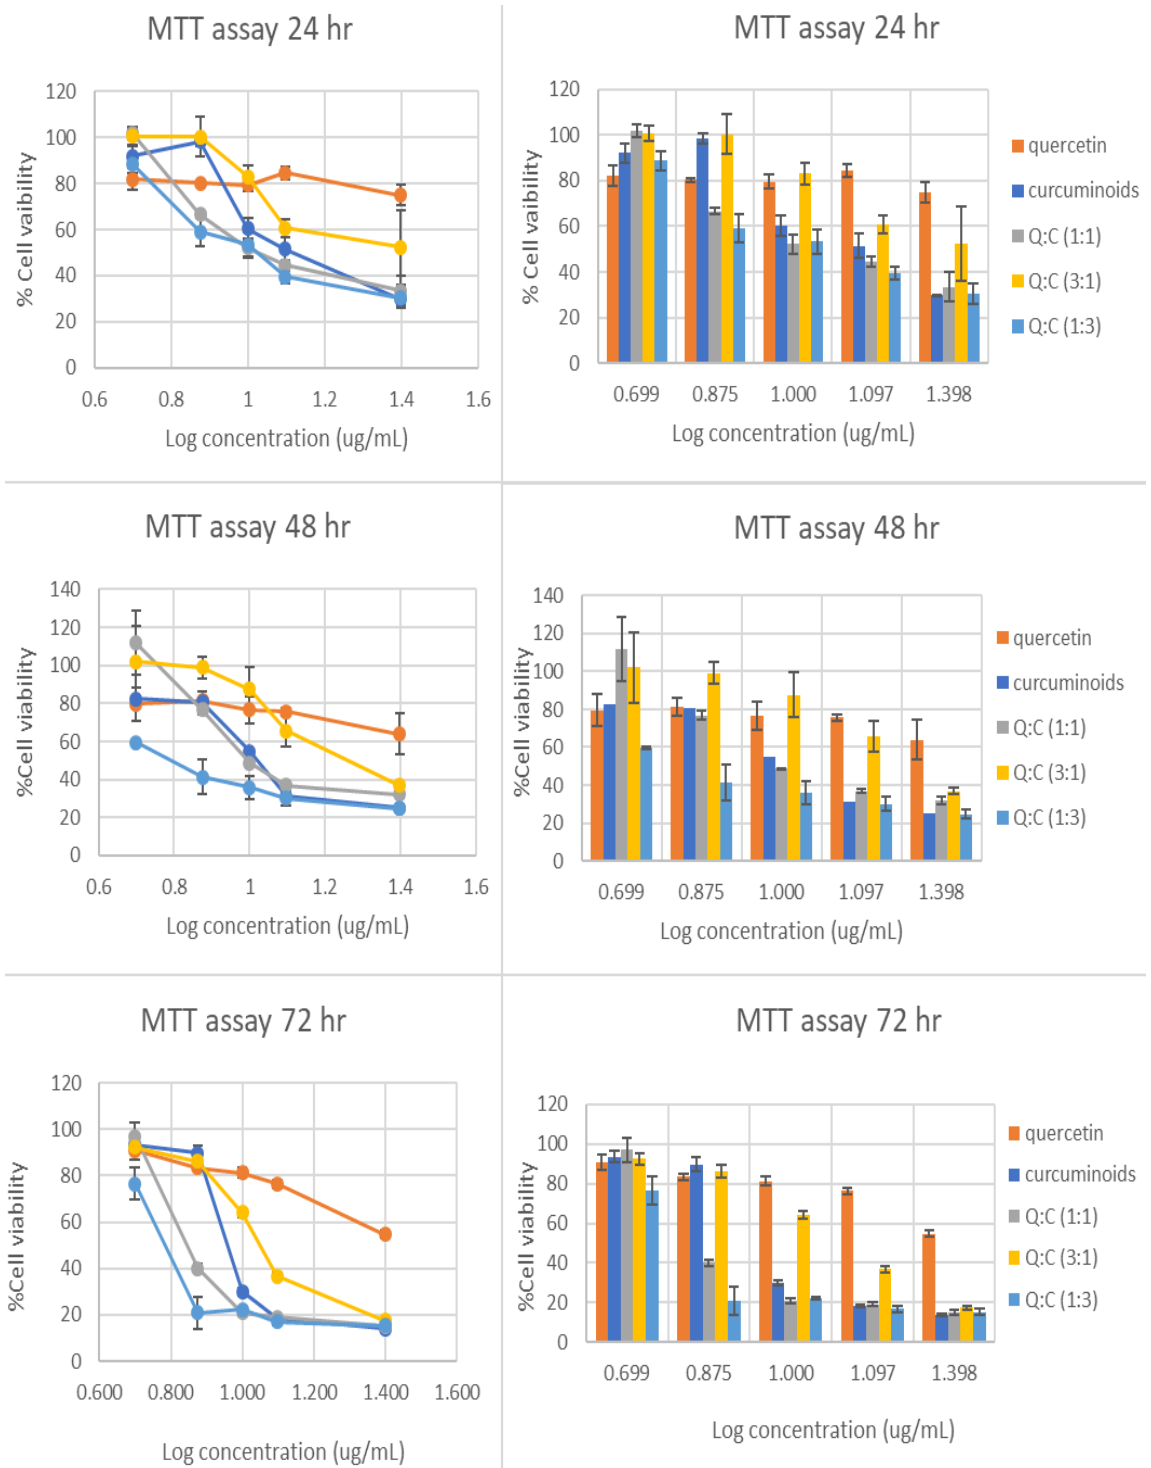 MTT assay 24 hr
120
100
80
60
40
20
0
% Cell vaibility
0.6 0.8 1 1.2 1.4 1.6
Log concentration (ug/mL)
MTT assay 24 hr
120
100
80
60
40
20
0
% Cell vaibility
0.699 0.875 1.000 1.097 1.398
Log concentration (ug/mL)
quercetin
curcuminoids
Q:C (1:1)
Q:C (3:1)
Q:C (1:3)
MTT assay 48 hr
140
120
100
80
60
40
20
0
%Cell viability
0.6 0.8 1 1.2 1.4 1.6
Log concentration (ug/mL)
MTT assay 48 hr
140
120
100
80
60
40
20
0
%Cell viability
0.699 0.875 1.000 1.097 1.398
Log concentration (ug/mL)
quercetin
curcuminoids
Q:C (1:1)
Q:C (3:1)
Q:C (1:3)
MTT assay 72 hr
120
100
80
60
40
20
0
%Cell viability
0.600 0.800 1.000 1.200 1.400 1.600
Log concentration (ug/mL)
MTT assay 72 hr
120
100
80
60
40
20
0
%Cell viability
0.699 0.875 1.000 1.097 1.398
Log concentration (ug/mL)
quercetin
curcuminoids
Q:C (1:1)
Q:C (3:1)
Q:C (1:3)